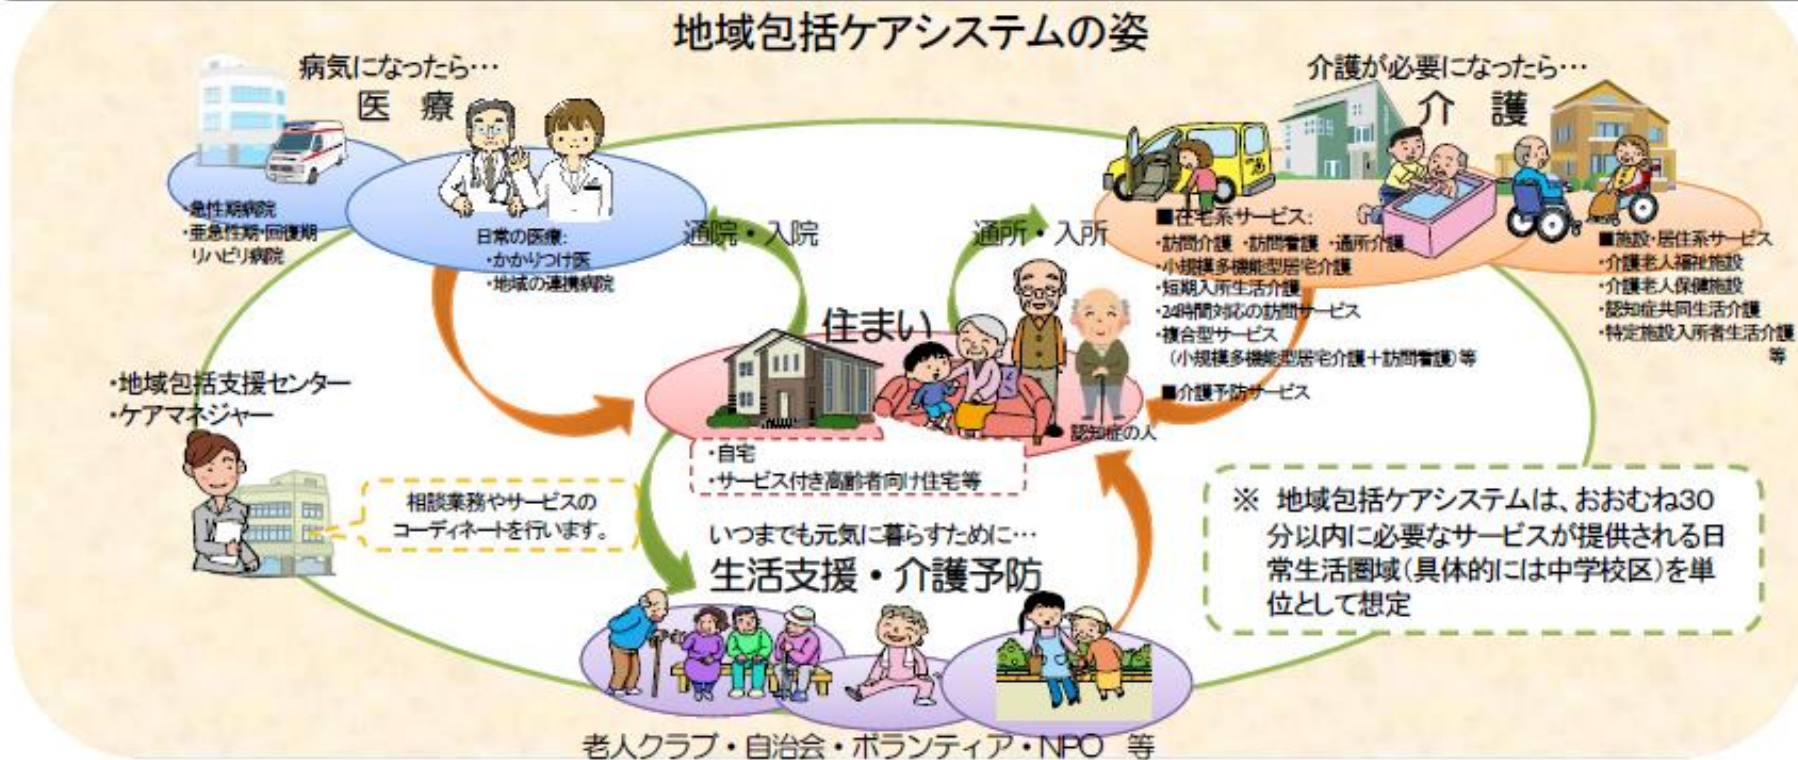 地域包括ケアシステムの姿
病気になったら…
医 療
・急性期病院
・亜急性期・回復期
リハビリ病院
日常の医療:
・かかりつけ医
・地域の連携病院
通院・入院
通所・入所
介護が必要になったら…
介 護
■在宅系サービス:
・訪問介護 ・訪問看護 ・通所介護
・小規模多機能型居宅介護
・短期入所生活介護
・24時間対応の訪問サービス
・複合型サービス
(小規模多機能型居宅介護+訪問看護)等
■介護予防サービス
■施設・居住系サービス
・介護老人福祉施設
・介護老人保健施設
・認知症共同生活介護
・特定施設入所者生活介護
等
住まい
認知症の人
・自宅
・サービス付き高齢者向け住宅等
・地域包括支援センター
・ケアマネジャー
相談業務やサービスの
コーディネートを行います。
いつまでも元気に暮らすために…
生活支援・介護予防
老人クラブ・自治会・ボランティア・NPO 等
※ 地域包括ケアシステムは、おおむね30
分以内に必要なサービスが提供される日
常生活圏域(具体的には中学校区)を単
位として想定